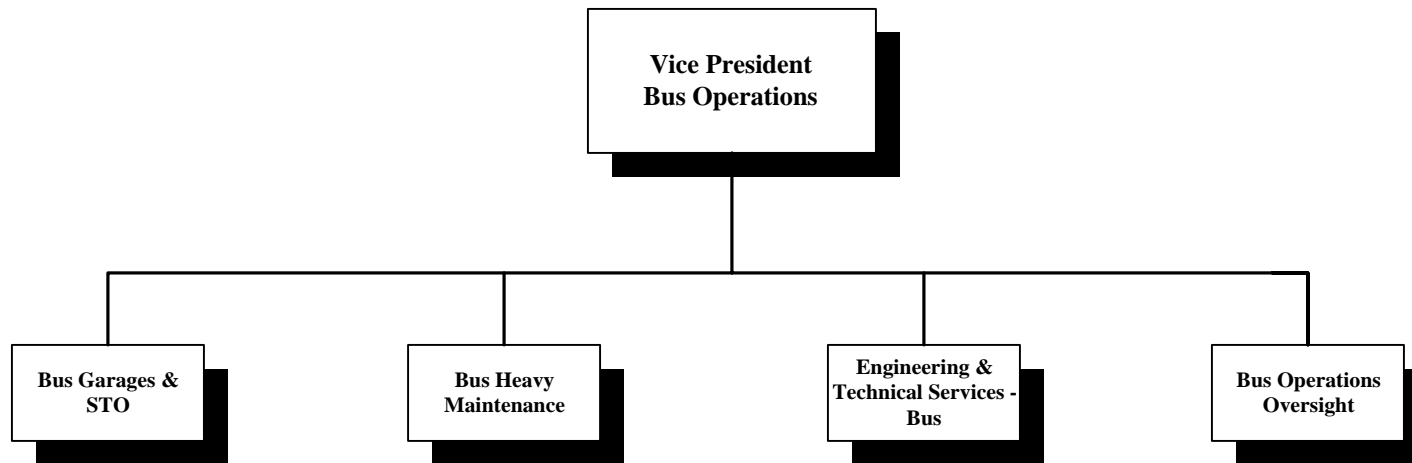 Vice President
Bus Operations
Bus Garages &
STO
Bus Heavy
Maintenance
Engineering &
Technical Services -
Bus
Bus Operations
Oversight